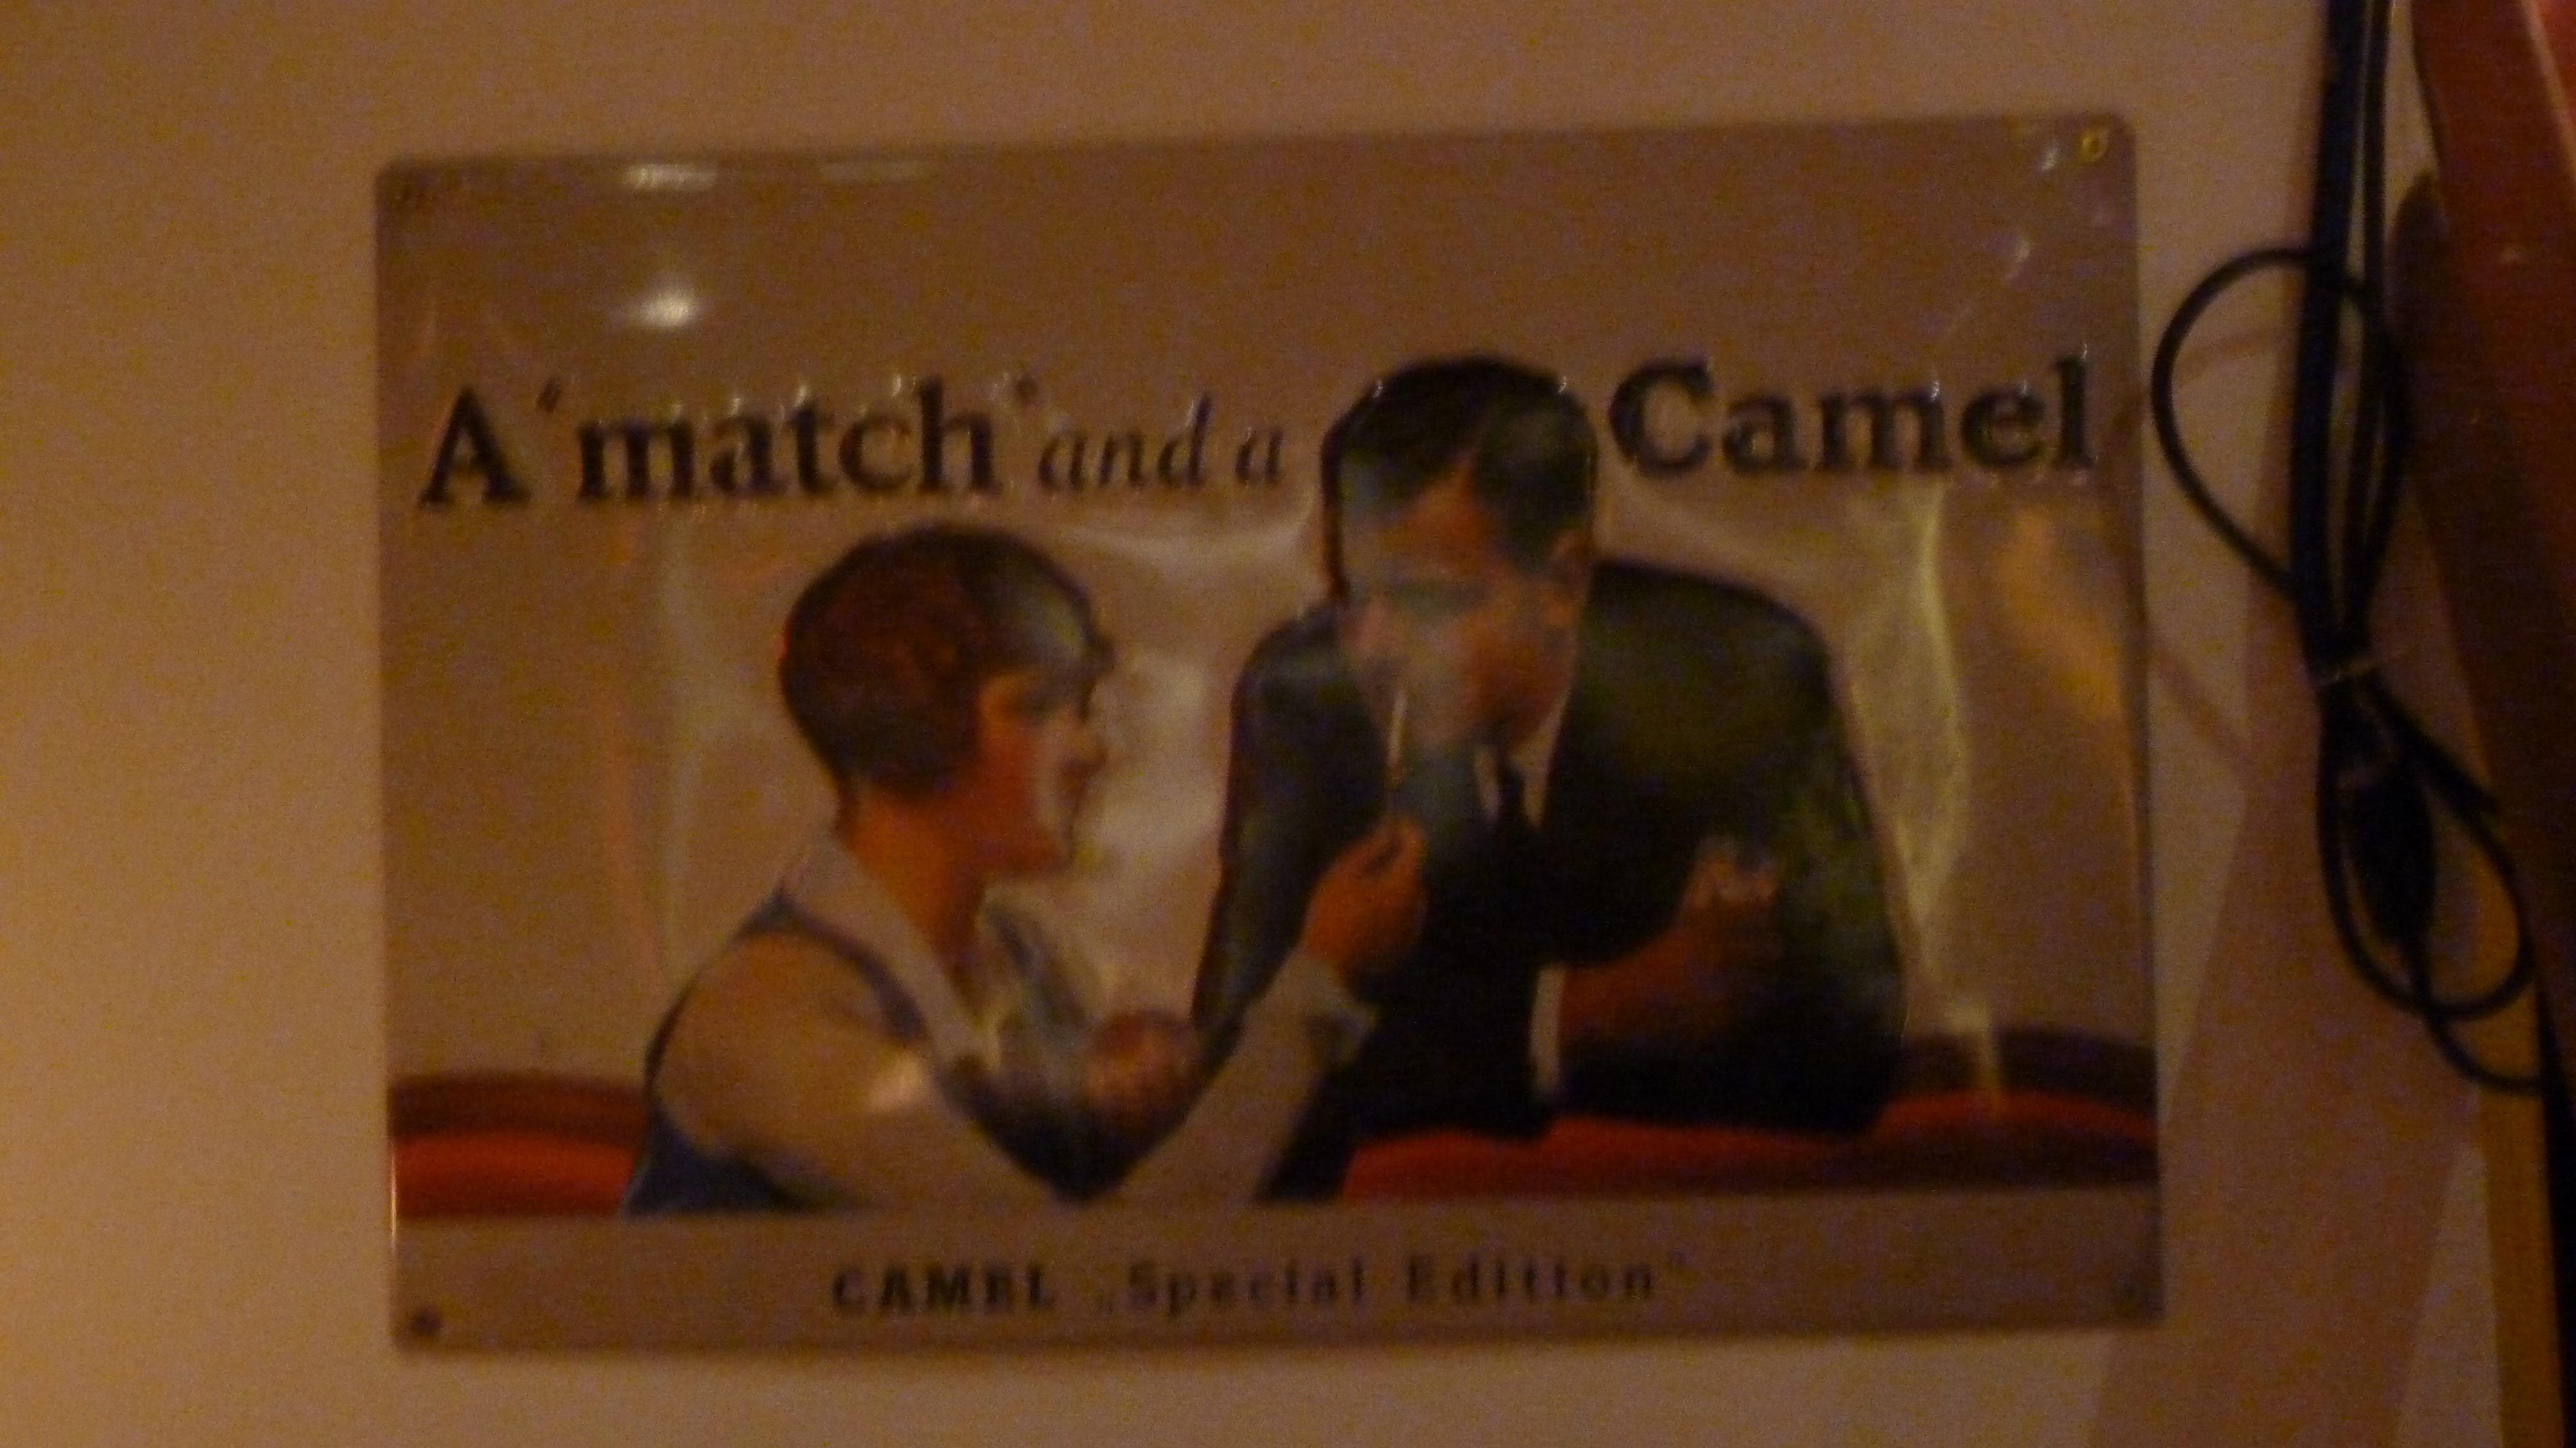 A "match" and a Camel
CAMEL „Special Edition"